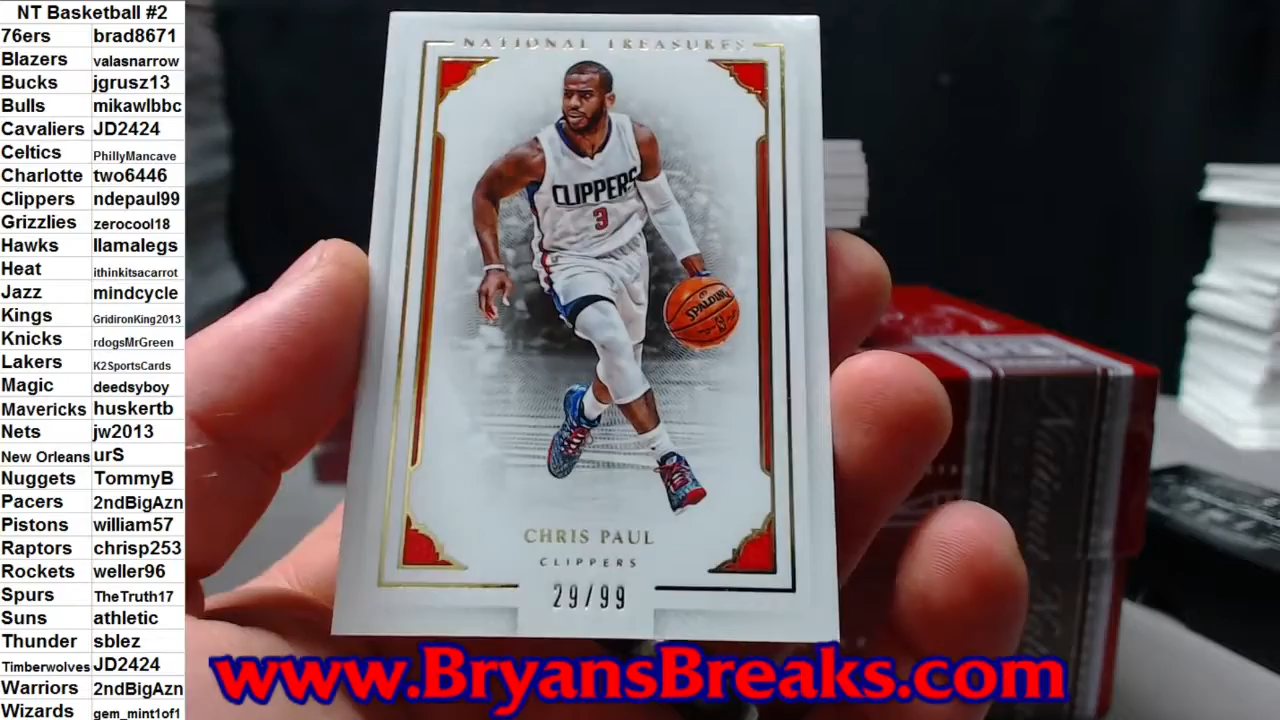 NT Basketball #2
76ers brad8671
Blazers valasnarrow
Bucks jgrusz13
Bulls mikawlbbc
Cavaliers JD2424
Celtics PhillyMancave
Charlotte two6446
Clippers ndepaul99
Grizzlies zerocool18
Hawks llamalegs
Heat ithinkitsacarrot
Jazz mindcycle
Kings GridironKing2013
Knicks rdogsMrGreen
Lakers K2SportsCards
Magic deedsyboy
Mavericks huskertb
Nets jw2013
New Orleans urS
Nuggets TommyB
Pacers 2ndBigAzn
Pistons william57
Raptors chrisp253
Rockets weller96
Spurs TheTruth17
Suns athletic
Thunder sblez
Timberwolves JD2424
Warriors 2ndBigAzn
Wizards gem_mint1of1
NATIONAL TREASURES
CLIPPERS
3
SPALDING
CHRIS PAUL
CLIPPERS
29/99
www.BryansBreaks.com